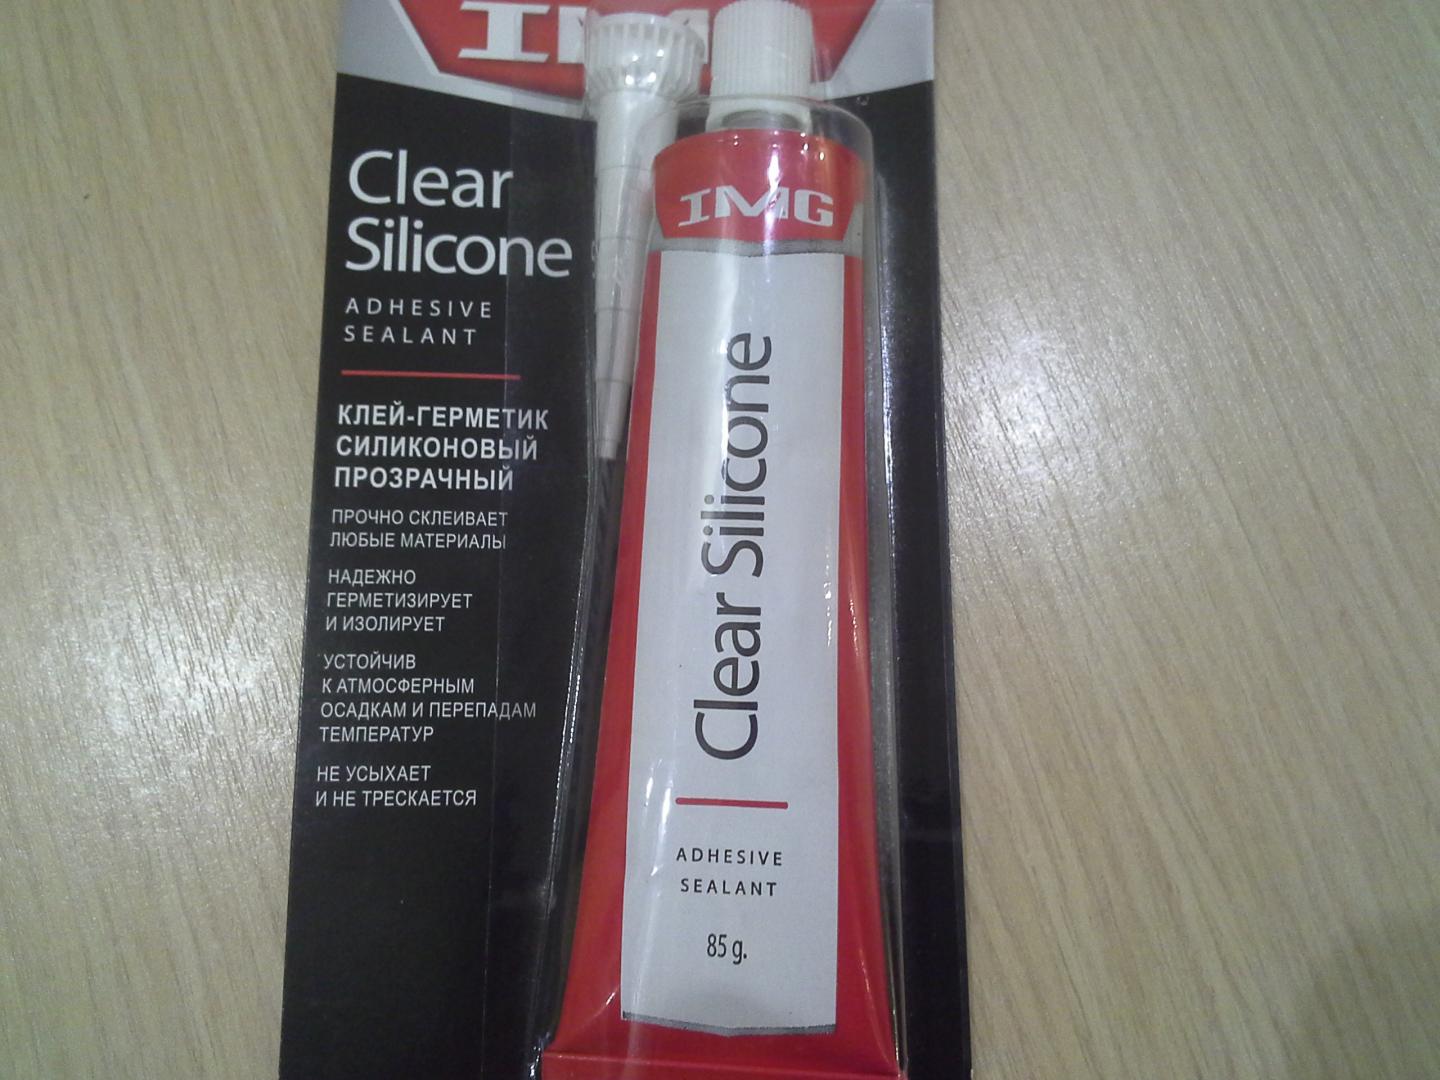 IMG
Clear
Silicone
ADHESIVE
SEALANT
КЛЕЙ-ГЕРМЕТИК
СИЛИКОНОВЫЙ
ПРОЗРАЧНЫЙ
ПРОЧНО СКЛЕИВАЕТ
ЛЮБЫЕ МАТЕРИАЛЫ
НАДЕЖНО
ГЕРМЕТИЗИРУЕТ
И ИЗОЛИРУЕТ
УСТОЙЧИВ
К АТМОСФЕРНЫМ
ОСАДКАМ И ПЕРЕПАДАМ
ТЕМПЕРАТУР
НЕ УСЫХАЕТ
И НЕ ТРЕСКАЕТСЯ
IMG
Clear Silicone
ADHESIVE
SEALANT
85 g.